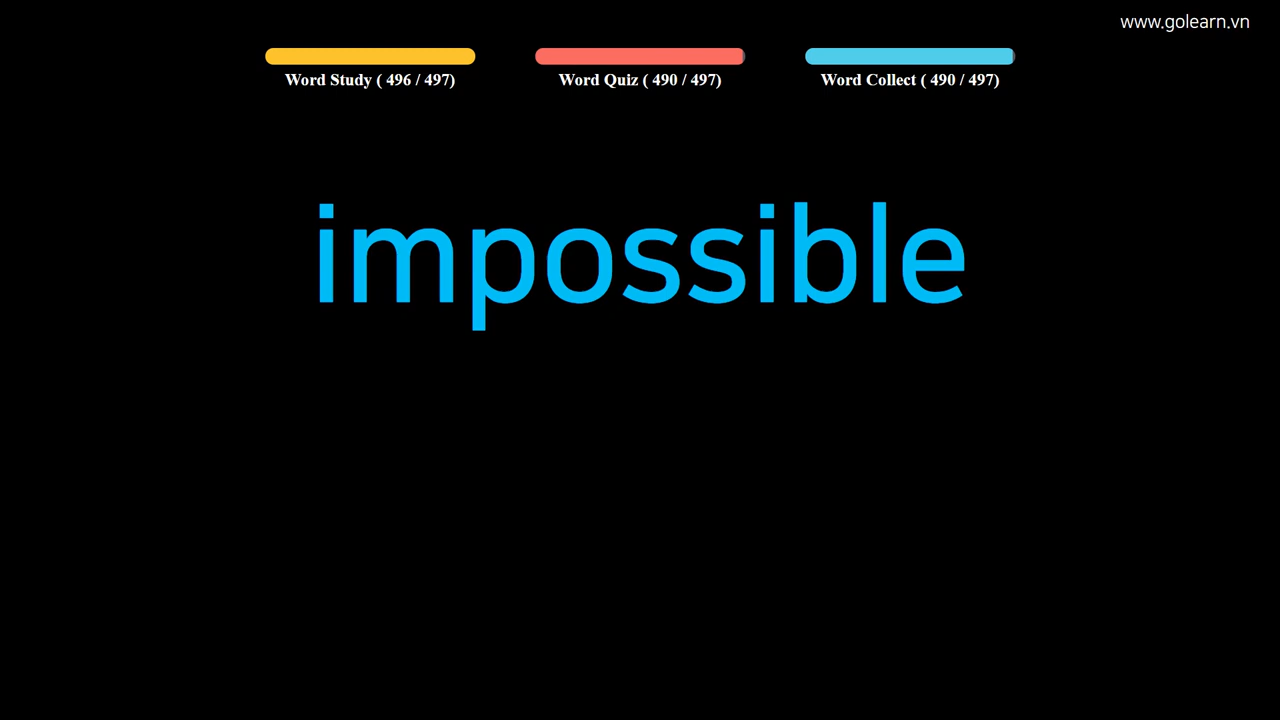 www.golearn.vn
Word Study ( 496 / 497)
Word Quiz ( 490 / 497)
Word Collect ( 490 / 497)
impossible